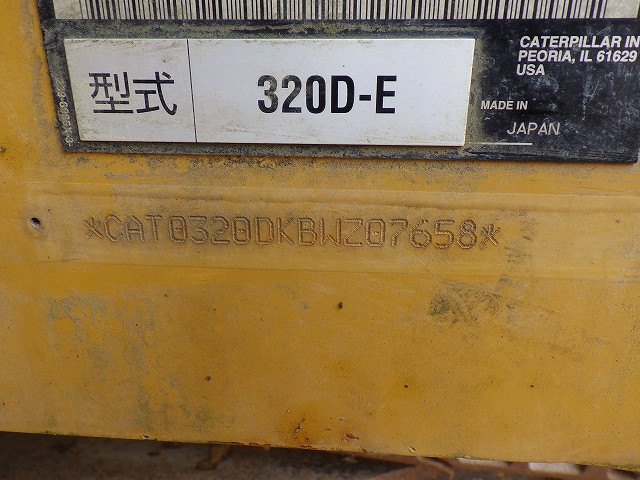 CATERPILLAR IN
PEORIA, IL 61629
USA
型式 320D-E
MADE IN
JAPAN
*CAT0320DKBWZ07658*